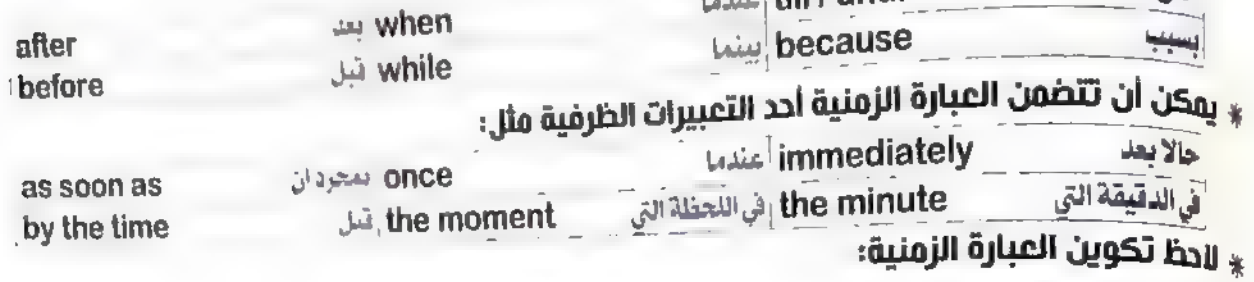 after بعد when عندما
before قبل while بينما because بسبب
* يمكن أن تتضمن العبارة الزمنية أحد التعبيرات الظرفية مثل:
as soon as بمجرد ان once عندما immediately حالا بعد
by the time قبل the moment في اللحظة التي the minute في الدقيقة التي
* لاحظ تكوين العبارة الزمنية: